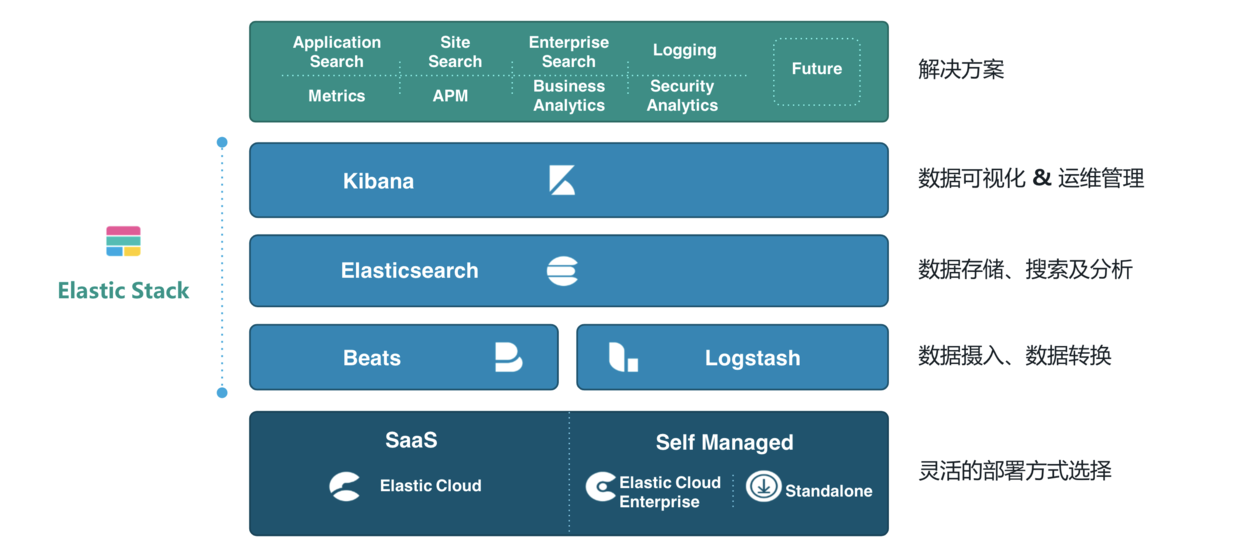 Application
Search
Site
Search
Enterprise
Search
Logging
Metrics
APM
Business
Analytics
Security
Analytics
Future
解决方案
Kibana
数据可视化 & 运维管理
Elastic Stack
Elasticsearch
数据存储、搜索及分析
Beats
Logstash
数据摄入、数据转换
SaaS
Elastic Cloud
Self Managed
Elastic Cloud
Enterprise
Standalone
灵活的部署方式选择